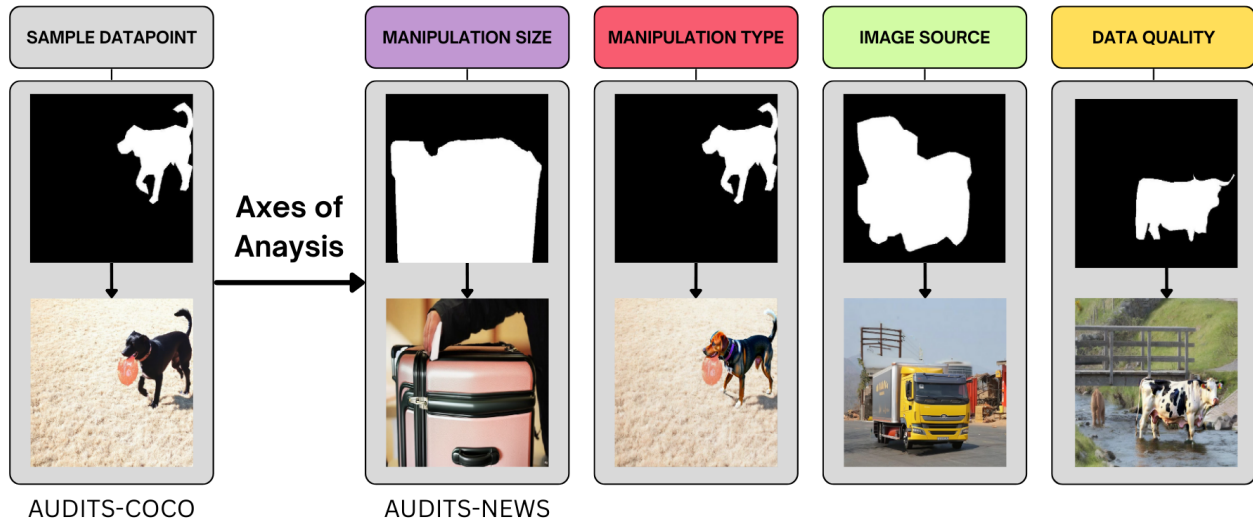 SAMPLE DATAPOINT
MANIPULATION SIZE
MANIPULATION TYPE
IMAGE SOURCE
DATA QUALITY
Axes of
Anaysis
AUDITS-COCO
AUDITS-NEWS